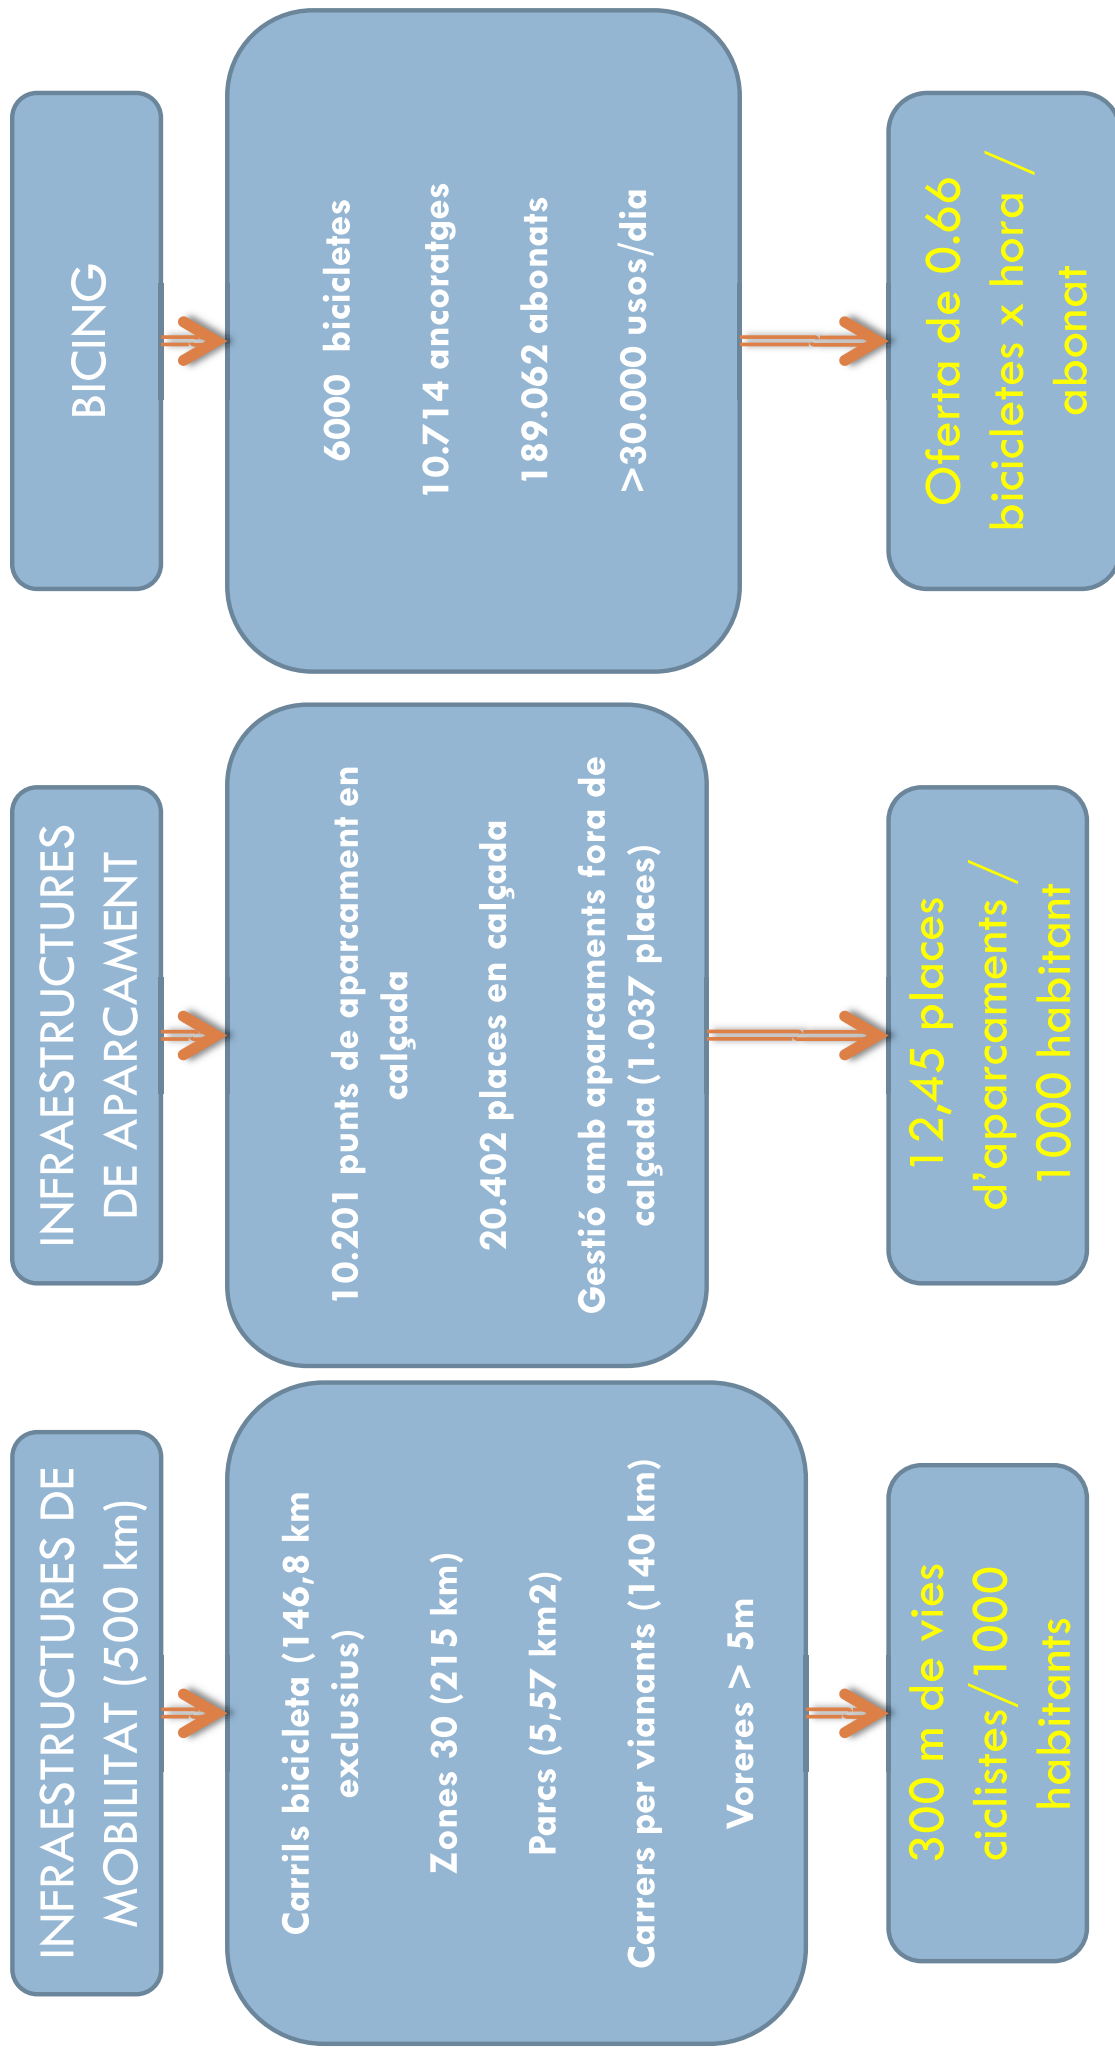 INFRAESTRUCTURES DE
MOBILITAT (500 km)
Carrils bicicleta (146,8 km
exclusius)
Zones 30 (215 km)
Parcs (5,57 km2)
Carrers per vianants (140 km)
Voreres > 5m
300 m de vies
ciclistes/1000
habitants
INFRAESTRUCTURES
DE APARCAMENT
10.201 punts de aparcament en
calçada
20.402 places en calçada
Gestió amb aparcaments fora de
calçada (1.037 places)
12,45 places
d'aparcaments /
1000 habitant
BICING
6000 bicicletes
10.714 ancoratges
189.062 abonats
>30.000 usos/dia
Oferta de 0.66
bicicletes x hora /
abonat